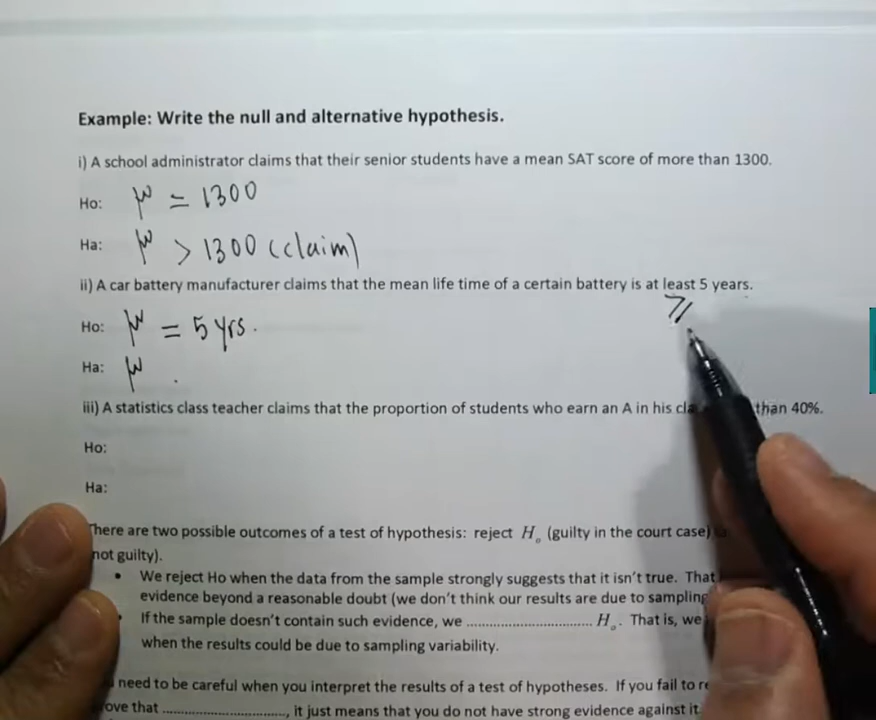 Example: Write the null and alternative hypothesis.
i) A school administrator claims that their senior students have a mean SAT score of more than 1300.
Ho: μ = 1300
Ha: μ > 1300 (claim)
ii) A car battery manufacturer claims that the mean life time of a certain battery is at least 5 years.
≥
Ho: μ = 5 yrs.
Ha: μ .
iii) A statistics class teacher claims that the proportion of students who earn an A in his than 40%.
Ho:
Ha:
There are two possible outcomes of a test of hypothesis: reject Ho (guilty in the court case)
not guilty).
• We reject Ho when the data from the sample strongly suggests that it isn't true. That
evidence beyond a reasonable doubt (we don't think our results are due to sampling
• If the sample doesn't contain such evidence, we ................................ Ho. That is, we
when the results could be due to sampling variability.
need to be careful when you interpret the results of a test of hypotheses. If you fail to
that ..............................., it just means that you do not have strong evidence against it.